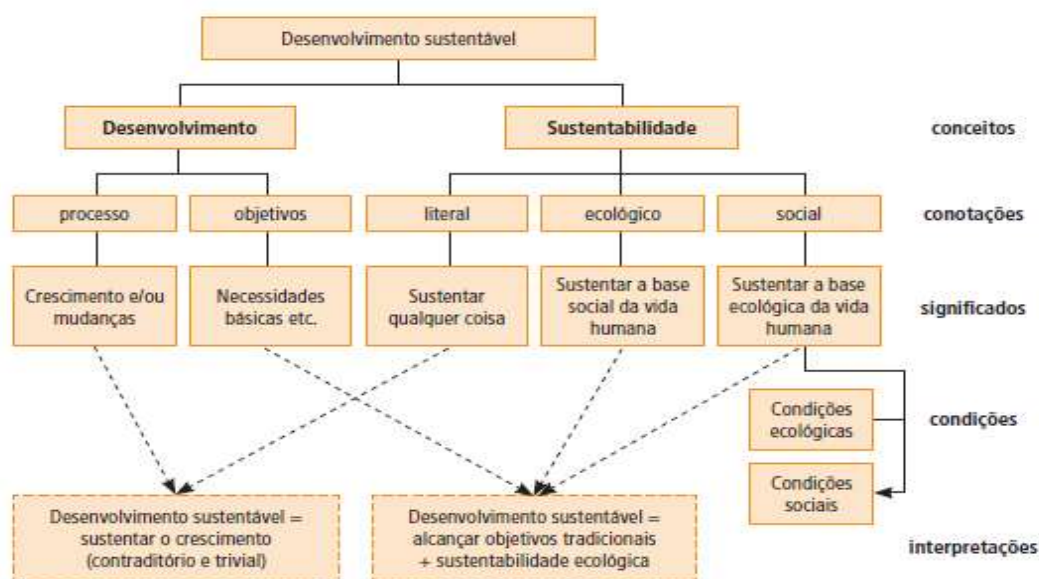 Desenvolvimento sustentável
Desenvolvimento
Sustentabilidade
conceitos
processo
objetivos
literal
ecológico
social
conotações
Crescimento e/ou
mudanças
Necessidades
básicas etc.
Sustentar
qualquer coisa
Sustentar a base
social da vida
humana
Sustentar a base
ecológica da vida
humana
significados
Condições
ecológicas
condições
Condições
sociais
Desenvolvimento sustentável =
sustentar o crescimento
(contraditório e trivial)
Desenvolvimento sustentável =
alcançar objetivos tradicionais
+ sustentabilidade ecológica
interpretações